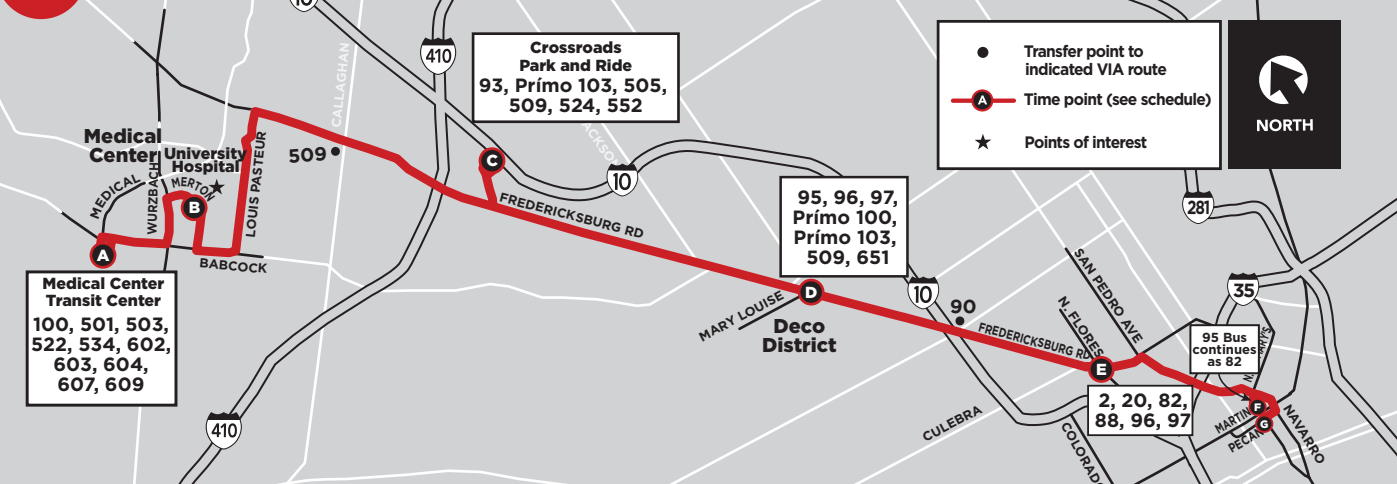 10
410
CALLAGHAN
Crossroads
Park and Ride
93, Prímo 103, 505,
509, 524, 552
Transfer point to
indicated VIA route
A
Time point (see schedule)
Points of interest
NORTH
Medical
Center
University
Hospital
509
C
JACKSON
10
MEDICAL
WURZBACH
MERTON
B
LOUIS PASTEUR
FREDERICKSBURG RD
95, 96, 97,
Prímo 100,
Prímo 103,
509, 651
281
A
BABCOCK
Medical Center
Transit Center
100, 501, 503,
522, 534, 602,
603, 604,
607, 609
MARY LOUISE
D
Deco
District
10
90
SAN PEDRO AVE
N. FLORES
FREDERICKSBURG RD
35
95 Bus
continues
as 82
E
2, 20, 82,
88, 96, 97
CULEBRA
COLORADO
MARTIN
F
PECAN
G
NAVARRO
410